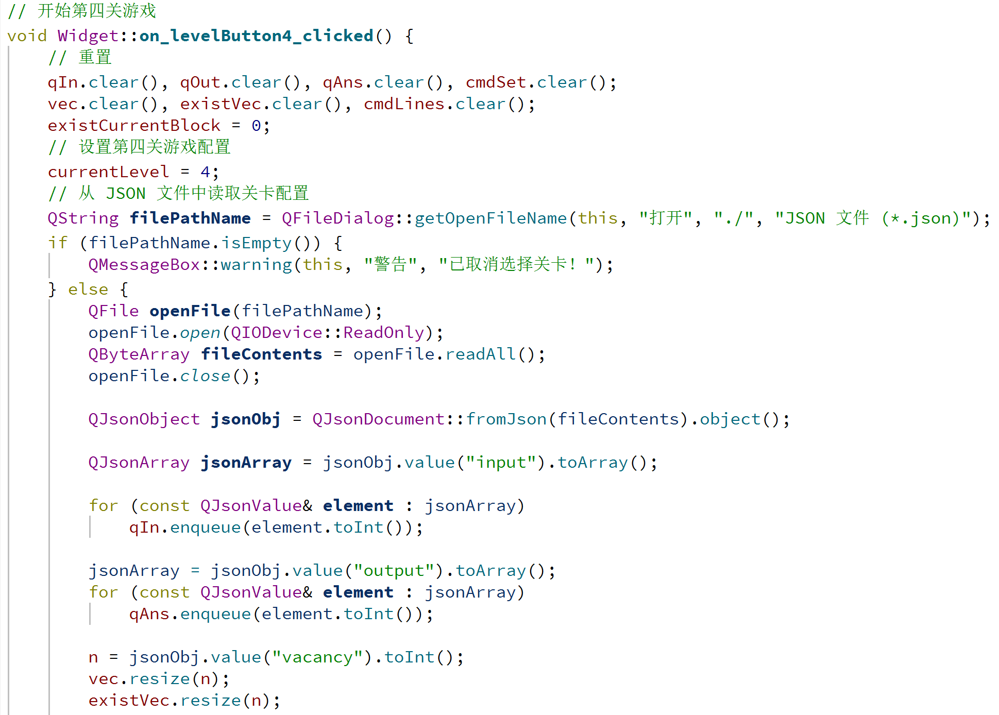 // 开始第四关游戏
void Widget::on_levelButton4_clicked() {
    // 重置
    qIn.clear(), qOut.clear(), qAns.clear(), cmdSet.clear();
    vec.clear(), existVec.clear(), cmdLines.clear();
    existCurrentBlock = 0;
    // 设置第四关游戏配置
    currentLevel = 4;
    // 从 JSON 文件中读取关卡配置
    QString filePathName = QFileDialog::getOpenFileName(this, "打开", "./", "JSON 文件 (*.json)");
    if (filePathName.isEmpty()) {
        QMessageBox::warning(this, "警告", "已取消选择关卡！");
    } else {
        QFile openFile(filePathName);
        openFile.open(QIODevice::ReadOnly);
        QByteArray fileContents = openFile.readAll();
        openFile.close();

        QJsonObject jsonObj = QJsonDocument::fromJson(fileContents).object();

        QJsonArray jsonArray = jsonObj.value("input").toArray();

        for (const QJsonValue& element : jsonArray)
            qIn.enqueue(element.toInt());

        jsonArray = jsonObj.value("output").toArray();
        for (const QJsonValue& element : jsonArray)
            qAns.enqueue(element.toInt());

        n = jsonObj.value("vacancy").toInt();
        vec.resize(n);
        existVec.resize(n);